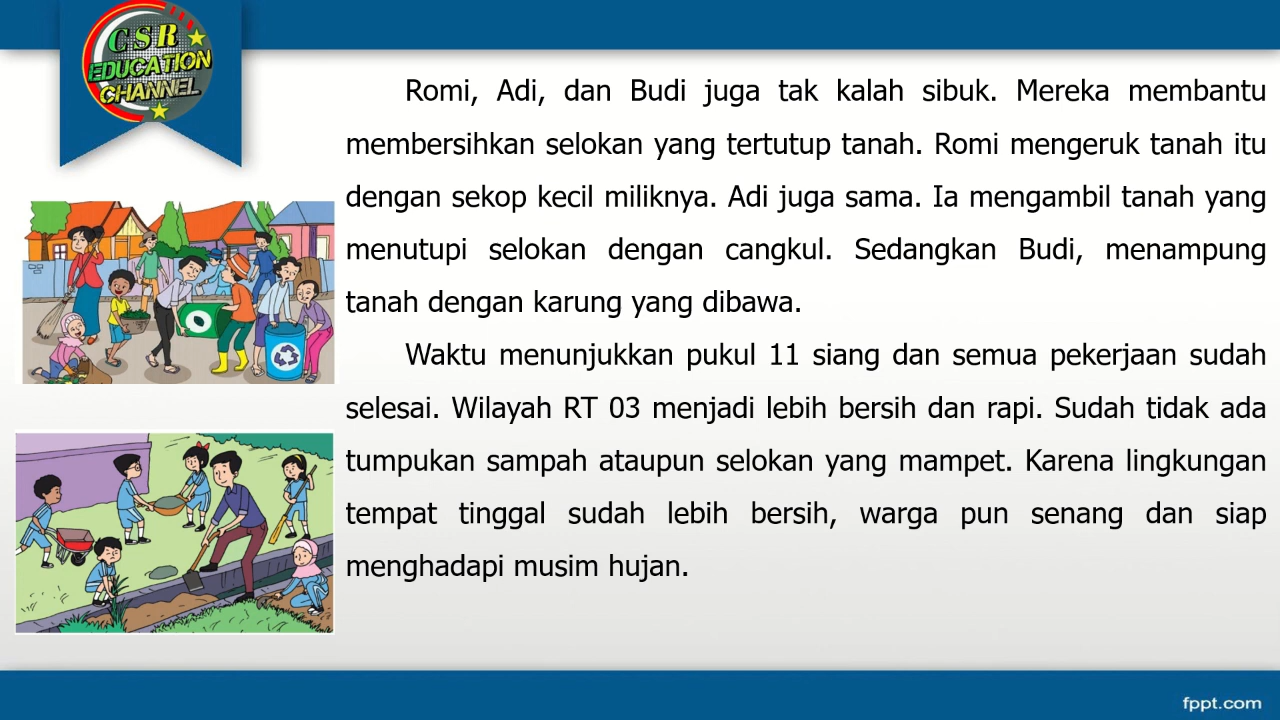 CSR
EDUCATION
CHANNEL
Romi, Adi, dan Budi juga tak kalah sibuk. Mereka membantu
membersihkan selokan yang tertutup tanah. Romi mengeruk tanah itu
dengan sekop kecil miliknya. Adi juga sama. Ia mengambil tanah yang
menutupi selokan dengan cangkul. Sedangkan Budi, menampung
tanah dengan karung yang dibawa.
Waktu menunjukkan pukul 11 siang dan semua pekerjaan sudah
selesai. Wilayah RT 03 menjadi lebih bersih dan rapi. Sudah tidak ada
tumpukan sampah ataupun selokan yang mampet. Karena lingkungan
tempat tinggal sudah lebih bersih, warga pun senang dan siap
menghadapi musim hujan.
fppt.com